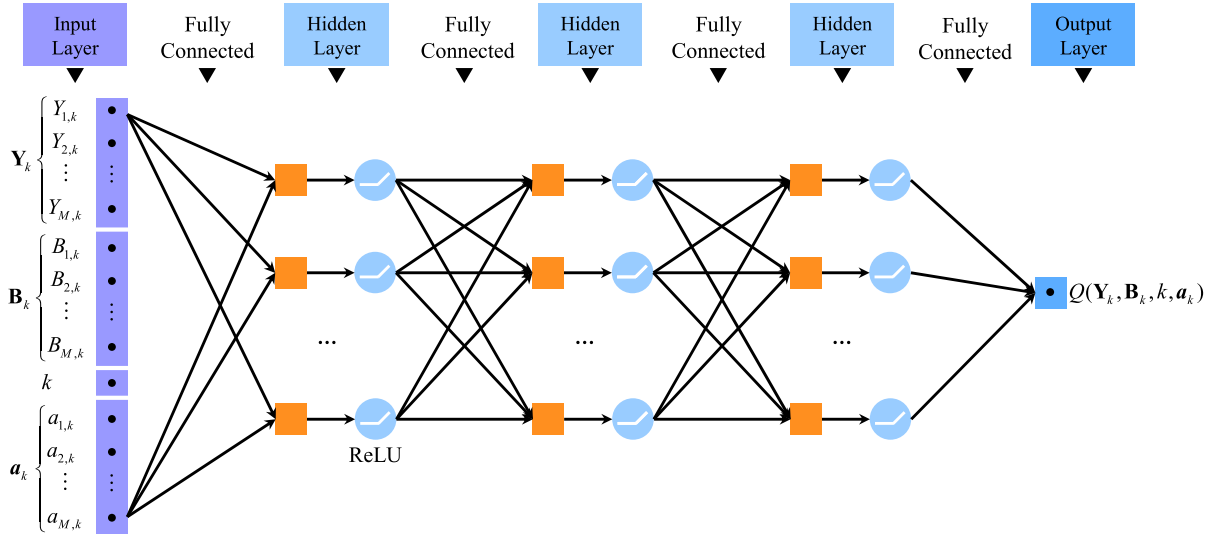 Input
Layer
Fully
Connected
Hidden
Layer
Fully
Connected
Hidden
Layer
Fully
Connected
Hidden
Layer
Fully
Connected
Output
Layer
Y_k
Y_{1,k}
Y_{2,k}
⋮
Y_{M,k}
B_k
B_{1,k}
B_{2,k}
⋮
B_{M,k}
k
a_k
a_{1,k}
a_{2,k}
⋮
a_{M,k}
...
...
...
ReLU
Q(Y_k, B_k, k, a_k)